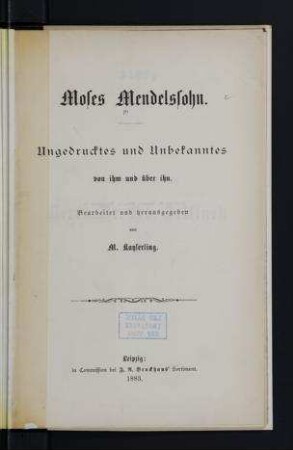 Moses Mendelssohn.
Ungedrucktes und Unbekanntes
von ihm und über ihn.
Bearbeitet und herausgegeben
von
M. Kayserling.
Leipzig:
in Commission bei F. A. Brockhaus' Sortiment.
1883.